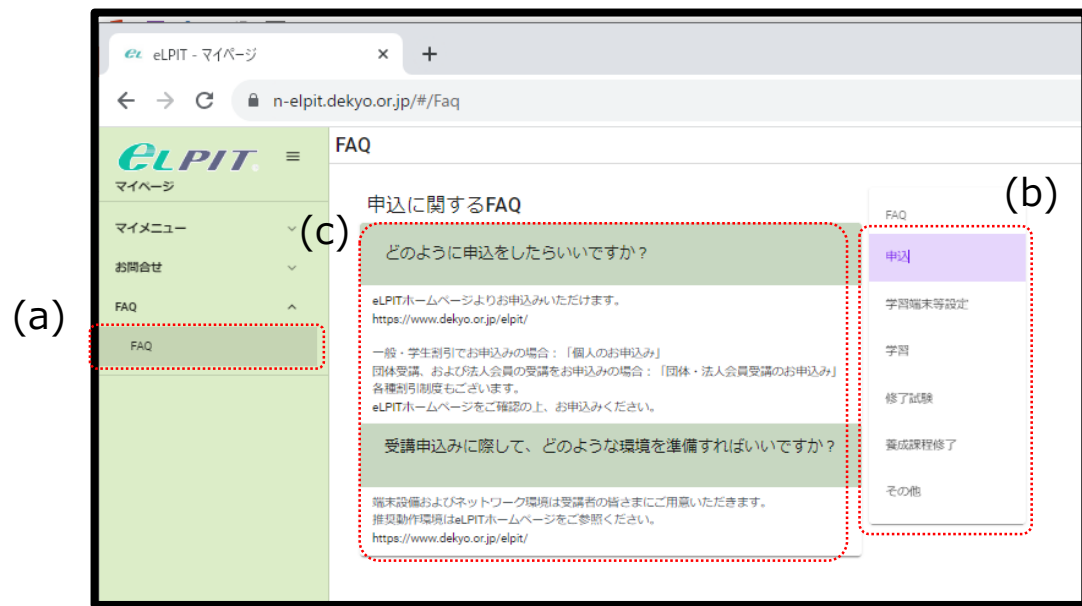 eL eLPIT - マイページ × +
n-elpit.dekyo.or.jp/#/Faq
eLPIT
マイページ
マイメニュー
お問合せ
FAQ
FAQ
(a)
FAQ
(c)
申込に関するFAQ
どのように申込をしたらいいですか？
eLPITホームページよりお申込みいただけます。
https://www.dekyo.or.jp/elpit/
一般・学生割引でお申込みの場合：「個人のお申込み」
団体受講、および法人会員の受講をお申込みの場合：「団体・法人会員受講のお申込み」
各種割引制度もございます。
eLPITホームページをご確認の上、お申込みください。
受講申込みに際して、どのような環境を準備すればいいですか？
端末設備およびネットワーク環境は受講者の皆さまにご用意いただきます。
推奨動作環境はeLPITホームページをご参照ください。
https://www.dekyo.or.jp/elpit/
(b)
FAQ
申込
学習端末等設定
学習
修了試験
養成課程修了
その他